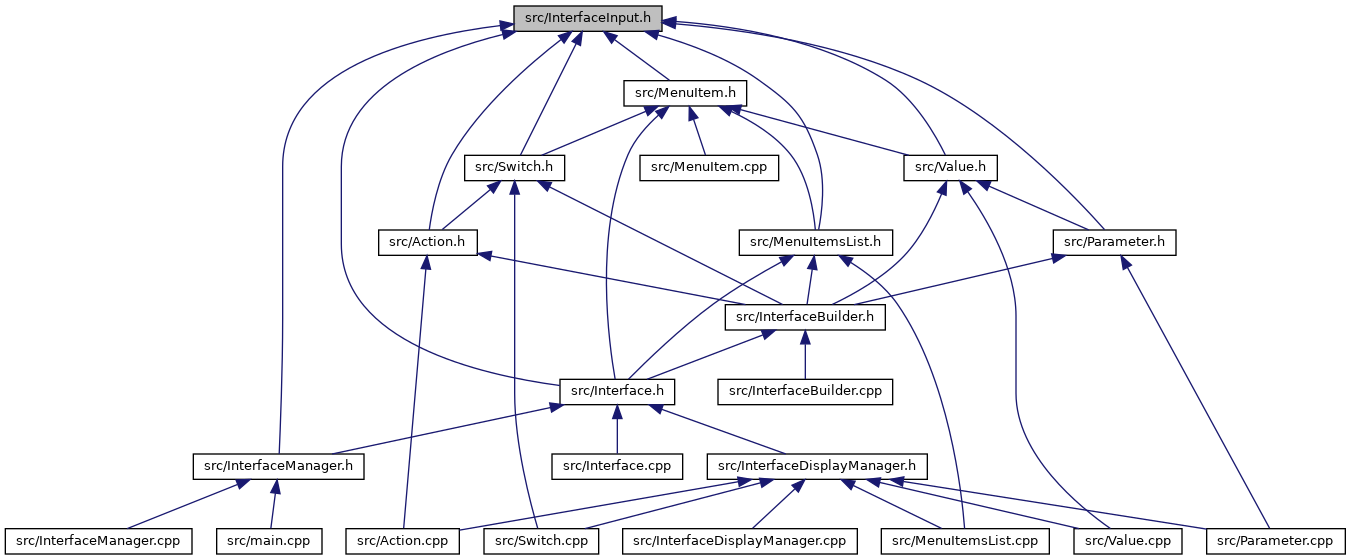 src/InterfaceInput.h
src/MenuItem.h
src/Switch.h
src/MenuItem.cpp
src/Value.h
src/Action.h
src/MenuItemsList.h
src/Parameter.h
src/InterfaceBuilder.h
src/Interface.h
src/InterfaceBuilder.cpp
src/InterfaceManager.h
src/Interface.cpp
src/InterfaceDisplayManager.h
src/InterfaceManager.cpp
src/main.cpp
src/Action.cpp
src/Switch.cpp
src/InterfaceDisplayManager.cpp
src/MenuItemsList.cpp
src/Value.cpp
src/Parameter.cpp